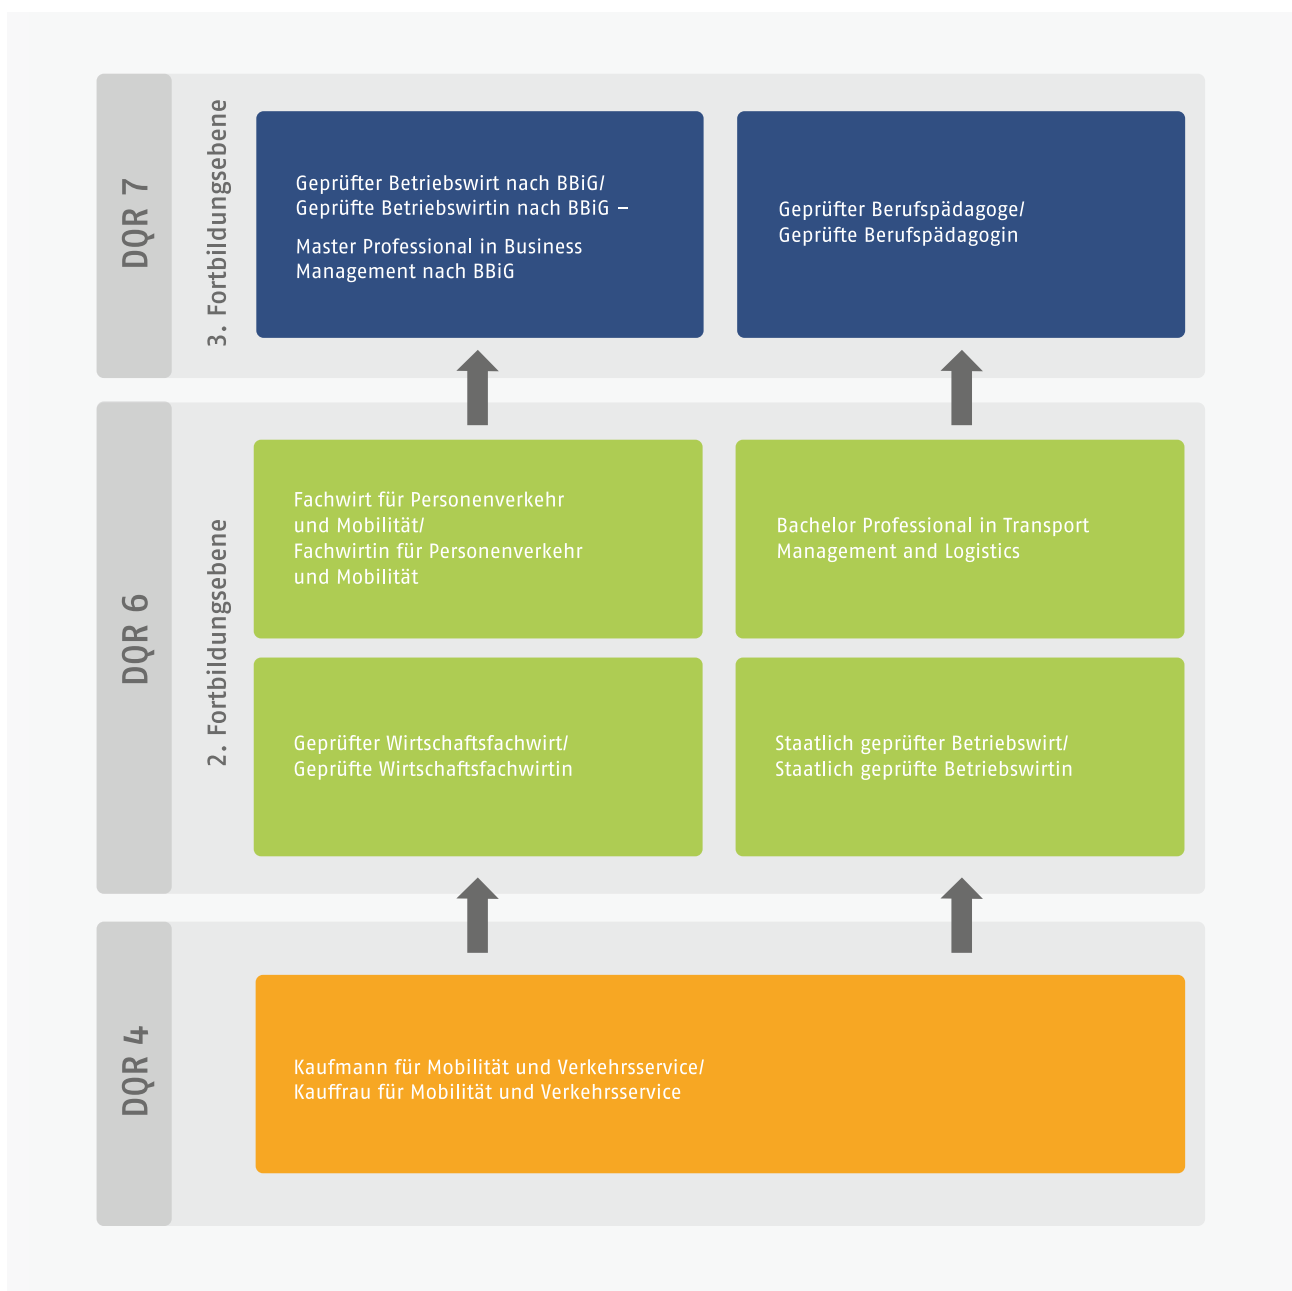 DQR 7
3. Fortbildungsebene
Geprüfter Betriebswirt nach BBiG/
Geprüfte Betriebswirtin nach BBiG –
Master Professional in Business
Management nach BBiG
Geprüfter Berufspädagoge/
Geprüfte Berufspädagogin
DQR 6
2. Fortbildungsebene
Fachwirt für Personenverkehr
und Mobilität/
Fachwirtin für Personenverkehr
und Mobilität
Bachelor Professional in Transport
Management and Logistics
Geprüfter Wirtschaftsfachwirt/
Geprüfte Wirtschaftsfachwirtin
Staatlich geprüfter Betriebswirt/
Staatlich geprüfte Betriebswirtin
DQR 4
Kaufmann für Mobilität und Verkehrsservice/
Kauffrau für Mobilität und Verkehrsservice